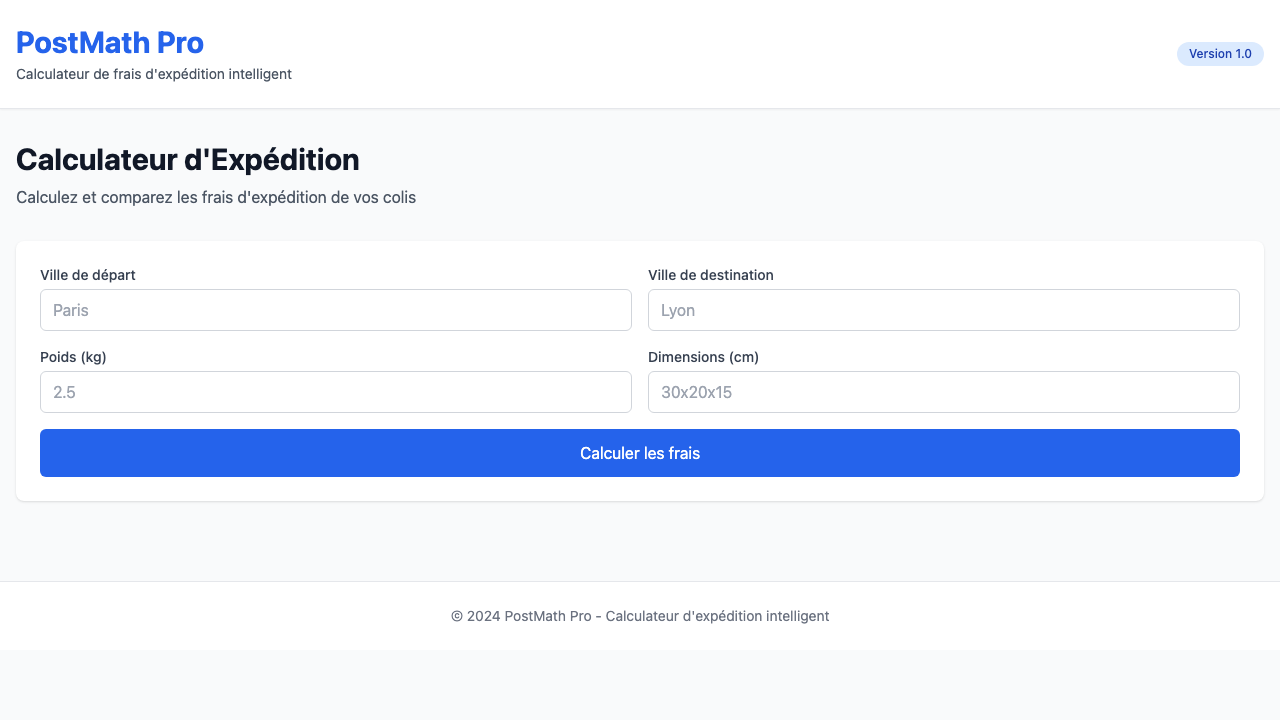 PostMath Pro
Calculateur de frais d'expédition intelligent
Version 1.0
Calculateur d'Expédition
Calculez et comparez les frais d'expédition de vos colis
Ville de départ
Ville de destination
Paris
Lyon
Poids (kg)
Dimensions (cm)
2.5
30x20x15
Calculer les frais
© 2024 PostMath Pro - Calculateur d'expédition intelligent